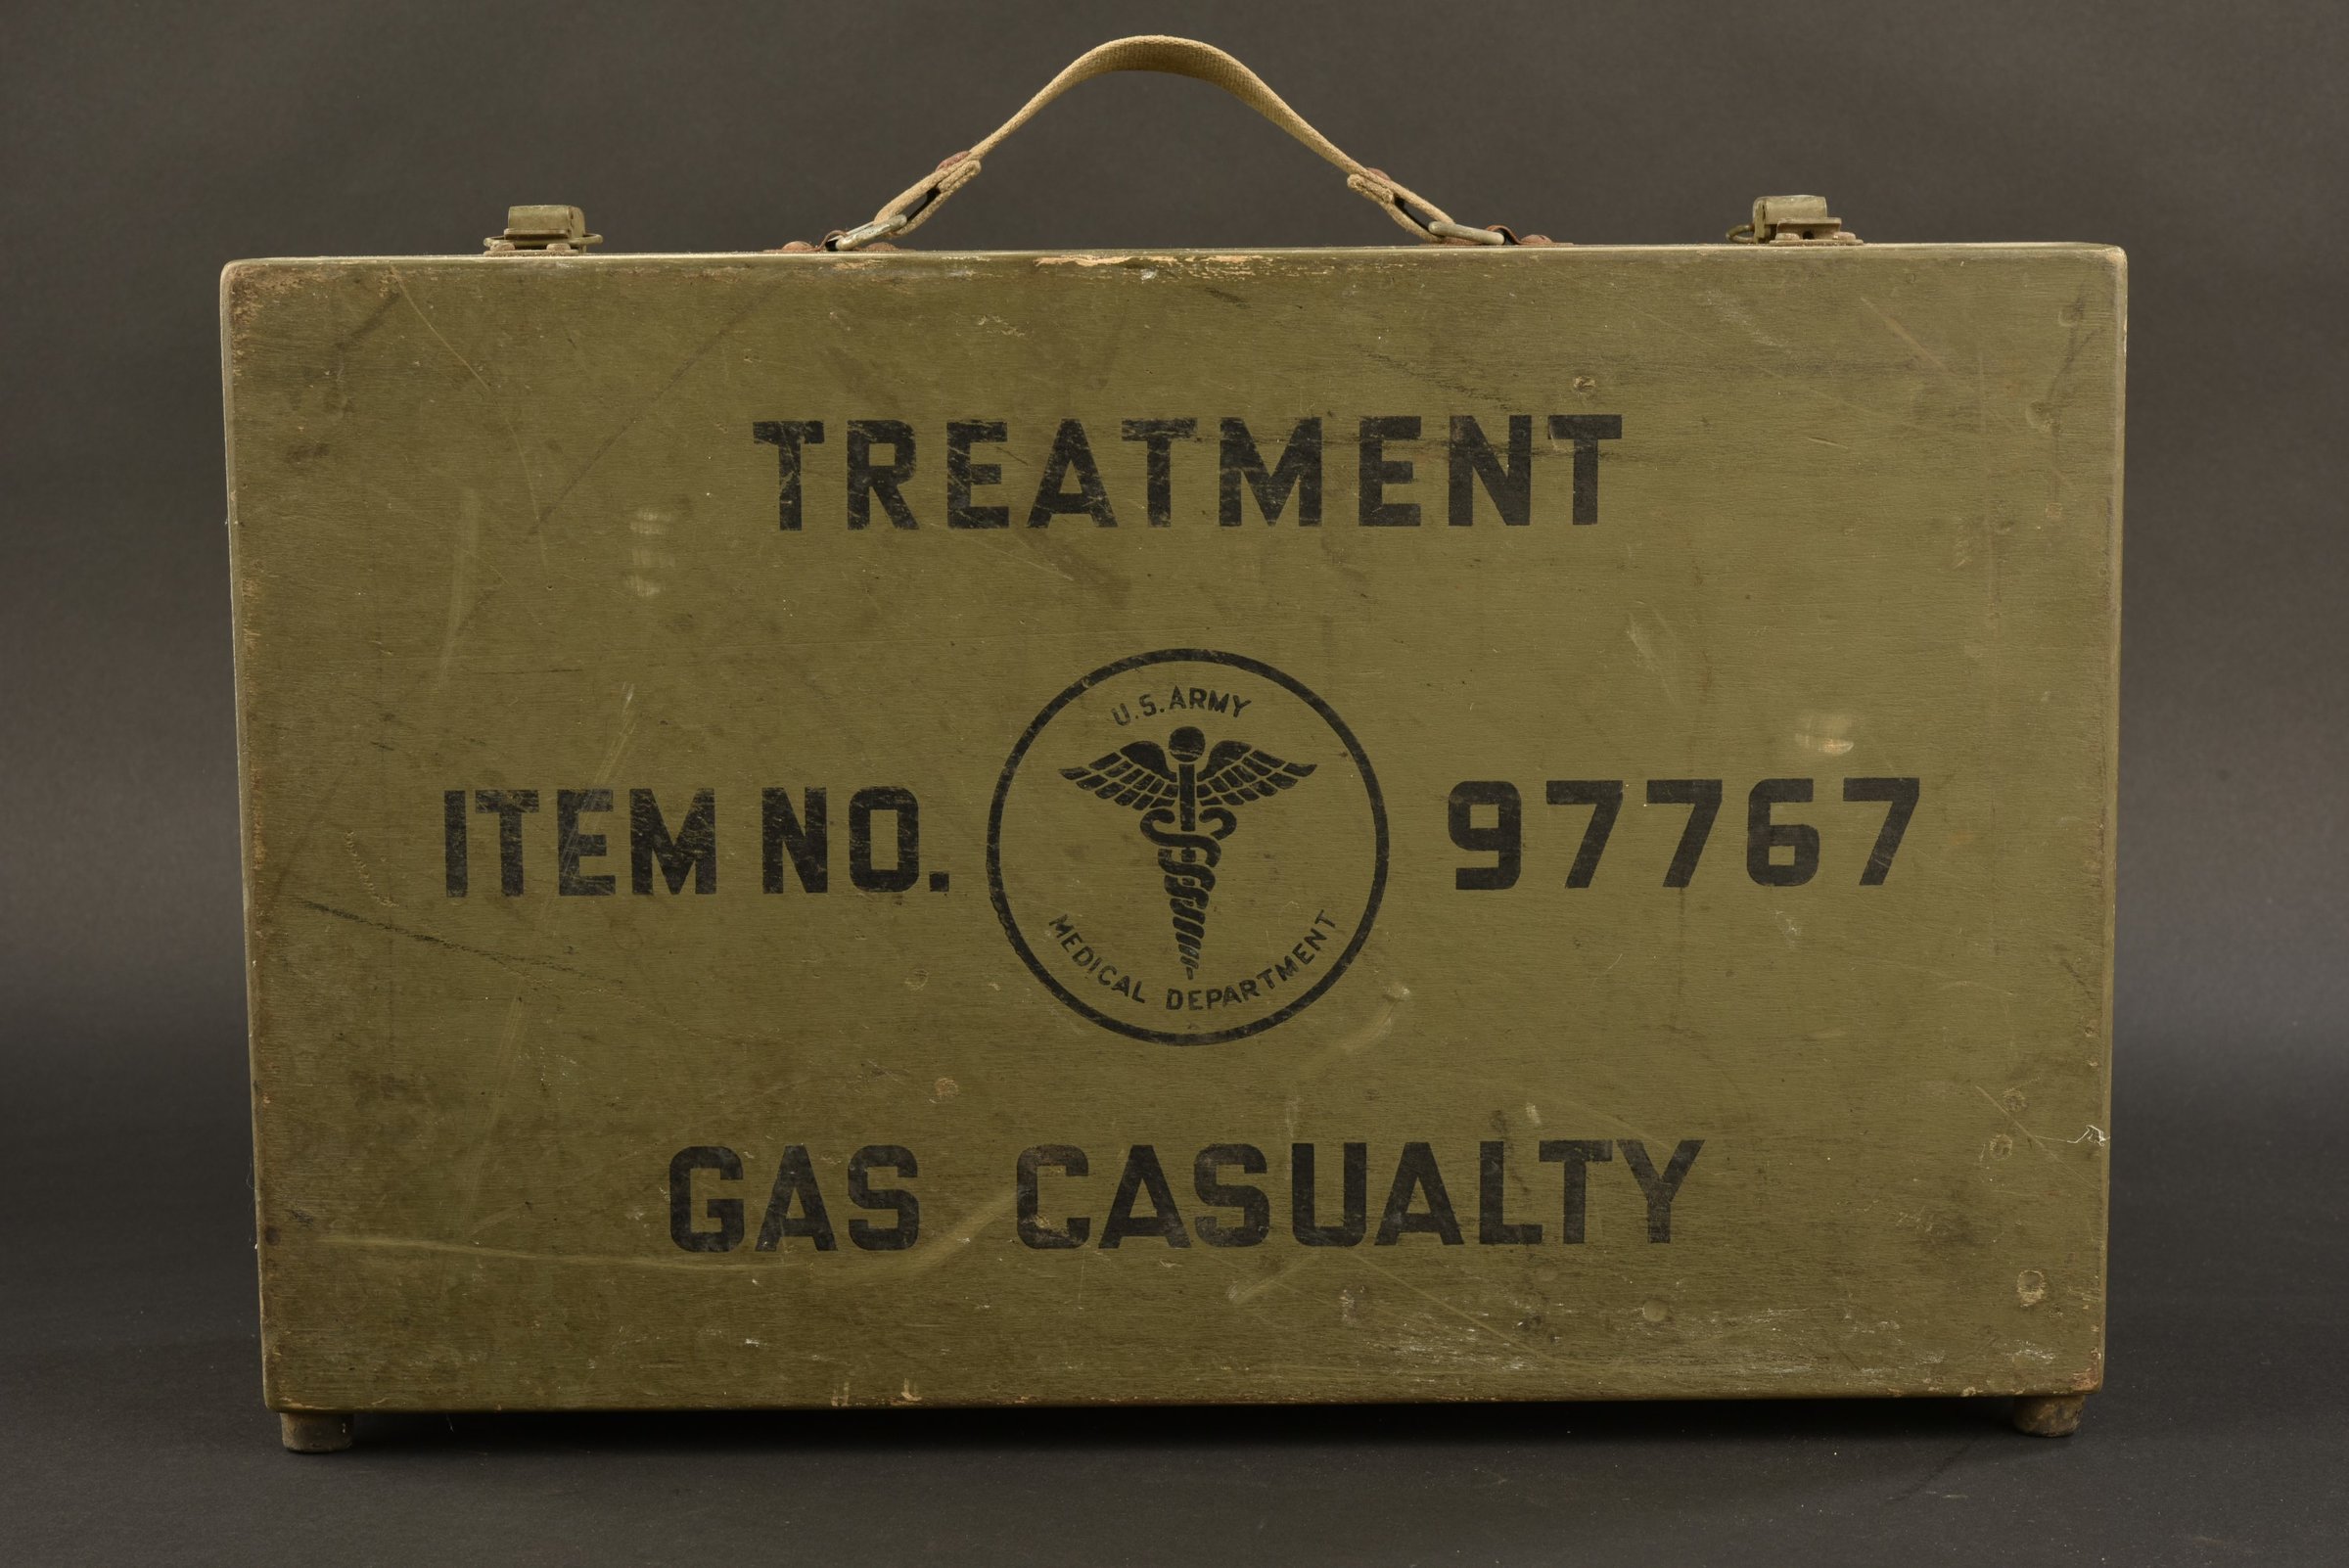 TREATMENT
U.S. ARMY
ITEM NO. 97767
MEDICAL DEPARTMENT
GAS CASUALTY